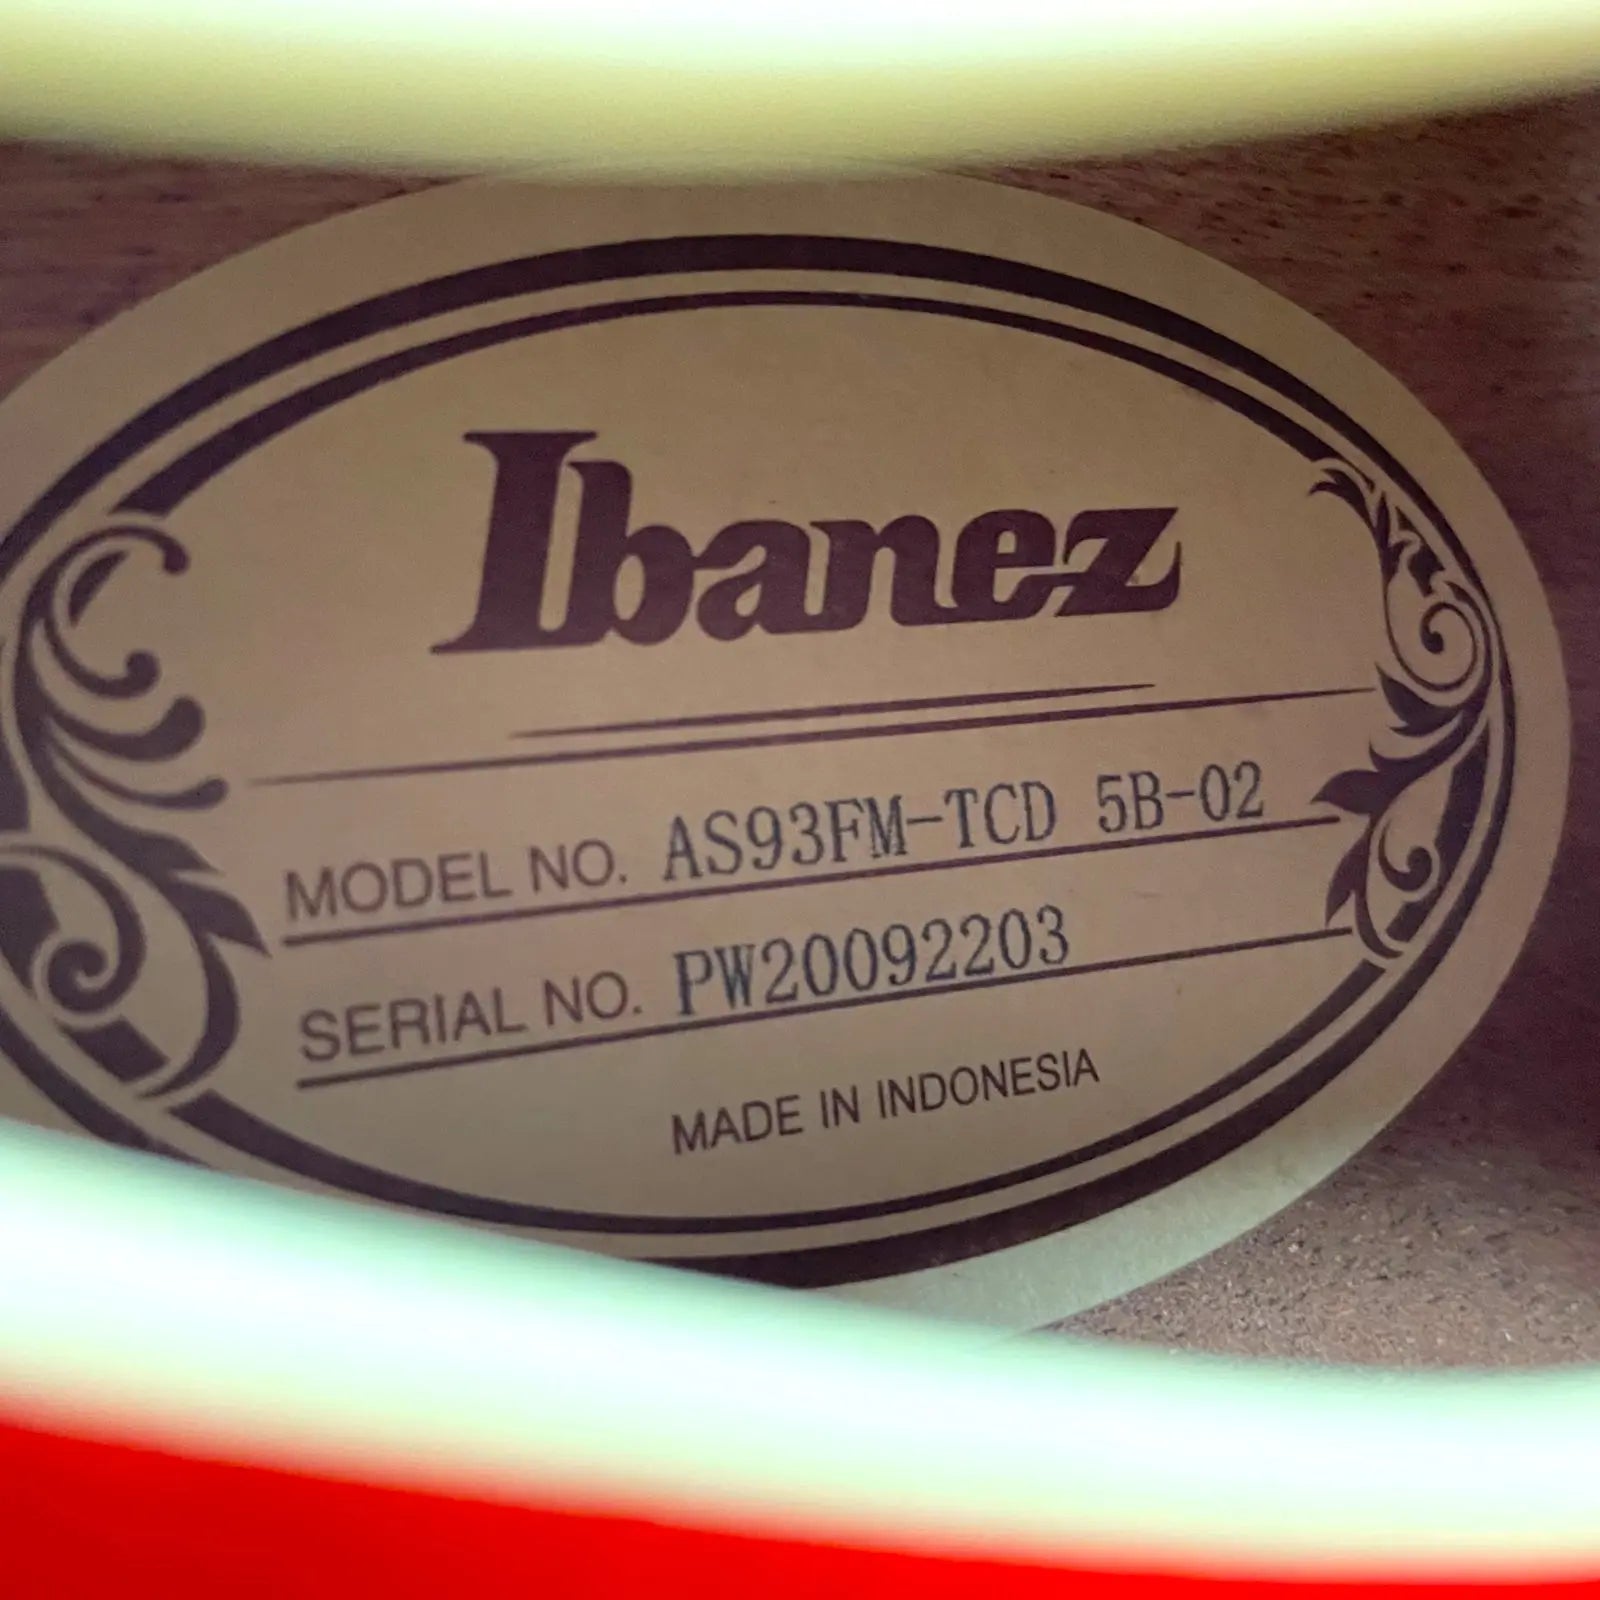 Ibanez
MODEL NO. AS93FM-TCD 5B-02
SERIAL NO. PW20092203
MADE IN INDONESIA